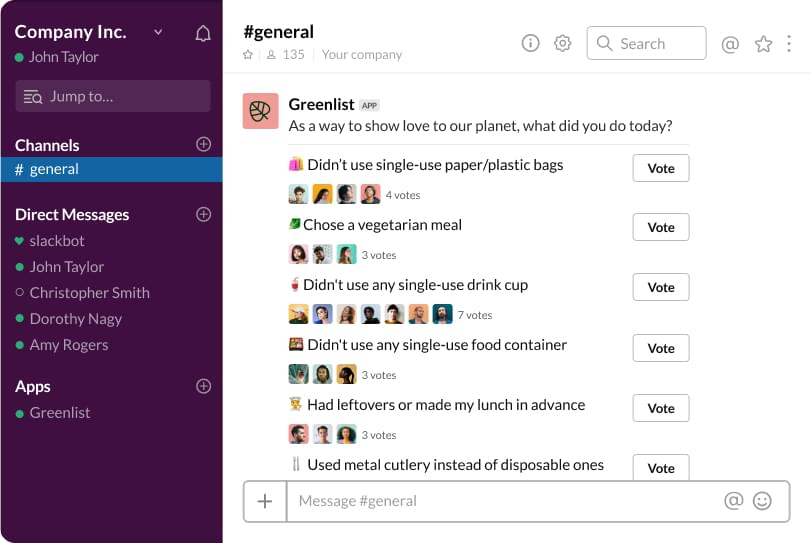 Company Inc.
John Taylor
Jump to...
Channels
# general
Direct Messages
slackbot
John Taylor
Christopher Smith
Dorothy Nagy
Amy Rogers
Apps
Greenlist
#general
135
Your company
Search
@
Greenlist APP
As a way to show love to our planet, what did you do today?
Didn't use single-use paper/plastic bags
Vote
4 votes
Chose a vegetarian meal
Vote
3 votes
Didn't use any single-use drink cup
Vote
7 votes
Didn't use any single-use food container
Vote
3 votes
Had leftovers or made my lunch in advance
Vote
3 votes
Used metal cutlery instead of disposable ones
Vote
+ Message #general @